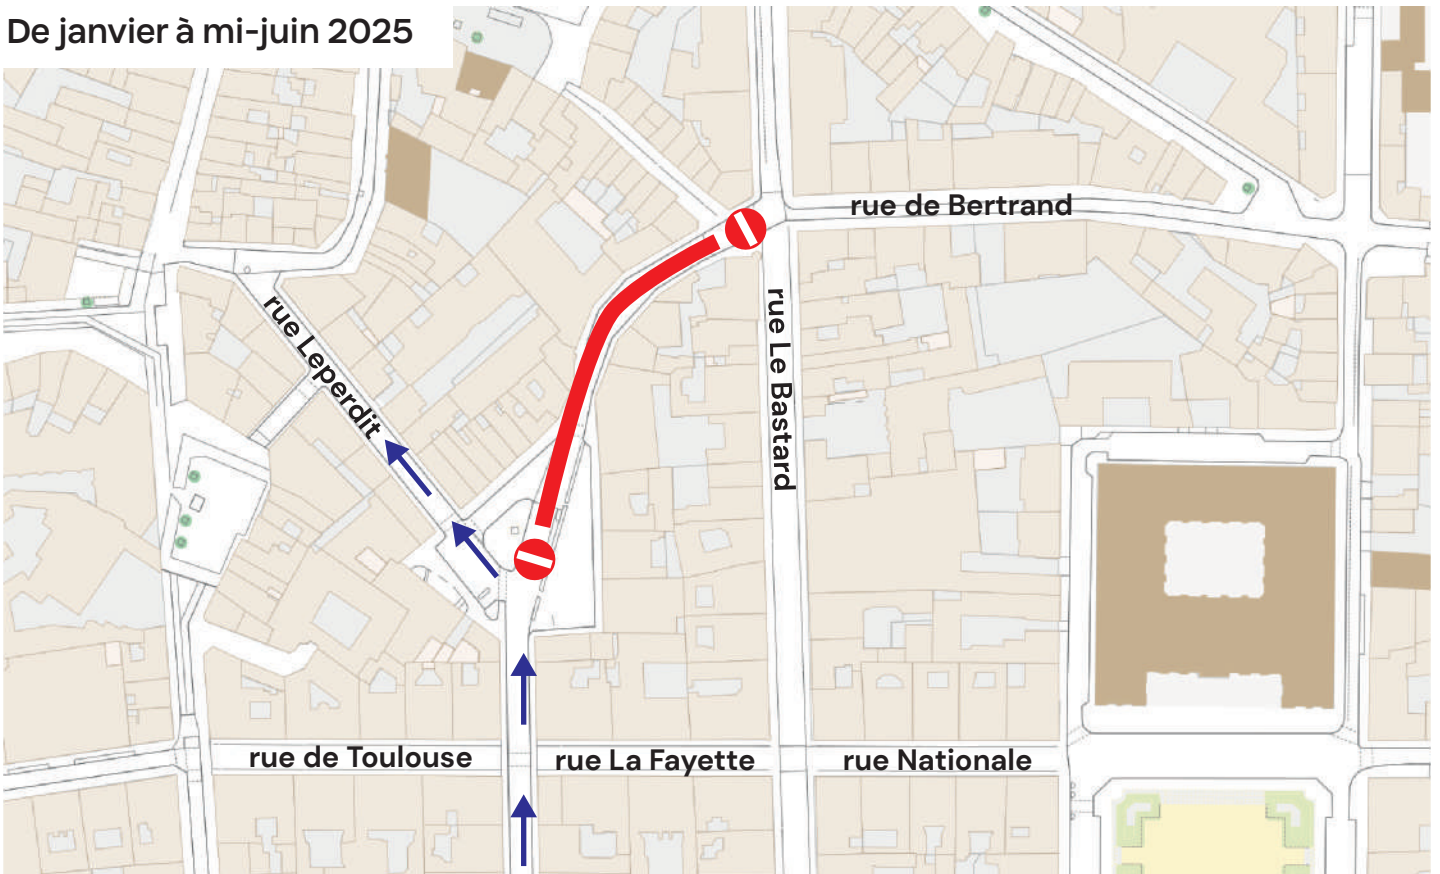 De janvier à mi-juin 2025
rue de Bertrand
rue Leperdit
rue Le Bastard
rue de Toulouse
rue La Fayette
rue Nationale